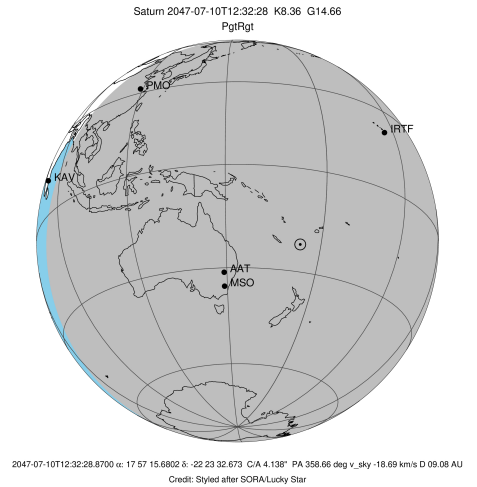 Saturn 2047-07-10T12:32:28 K8.36 G14.66
PgtRgt
PMO
IRTF
KAV
AAT
MSO
2047-07-10T12:32:28.8700 α: 17 57 15.6802 δ: -22 23 32.673 C/A 4.138" PA 358.66 deg v_sky -18.69 km/s D 09.08 AU
Credit: Styled after SORA/Lucky Star